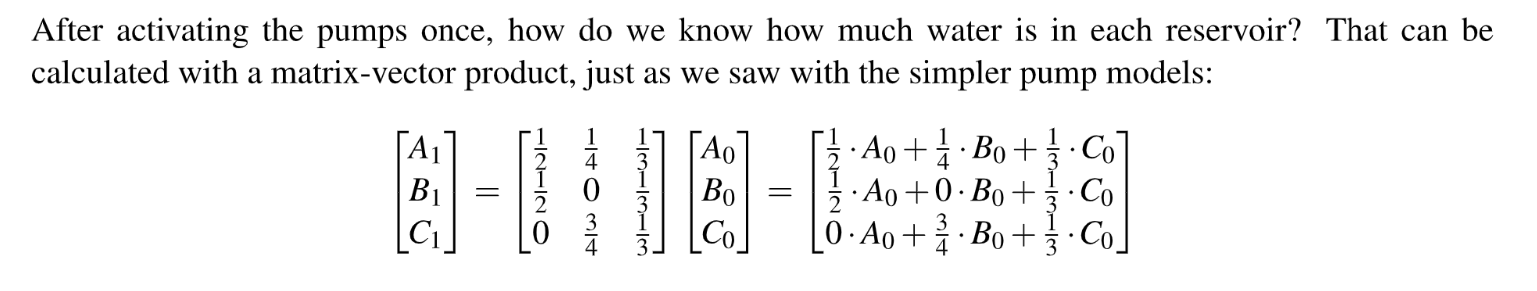 After activating the pumps once, how do we know how much water is in each reservoir? That can be
calculated with a matrix-vector product, just as we saw with the simpler pump models:
[A₁ B₁ C₁] = [1/2 1/4 1/3; 1/2 0 1/3; 0 3/4 1/3] [A₀ B₀ C₀] = [1/2 · A₀ + 1/4 · B₀ + 1/3 · C₀; 1/2 · A₀ + 0 · B₀ + 1/3 · C₀; 0 · A₀ + 3/4 · B₀ + 1/3 · C₀]